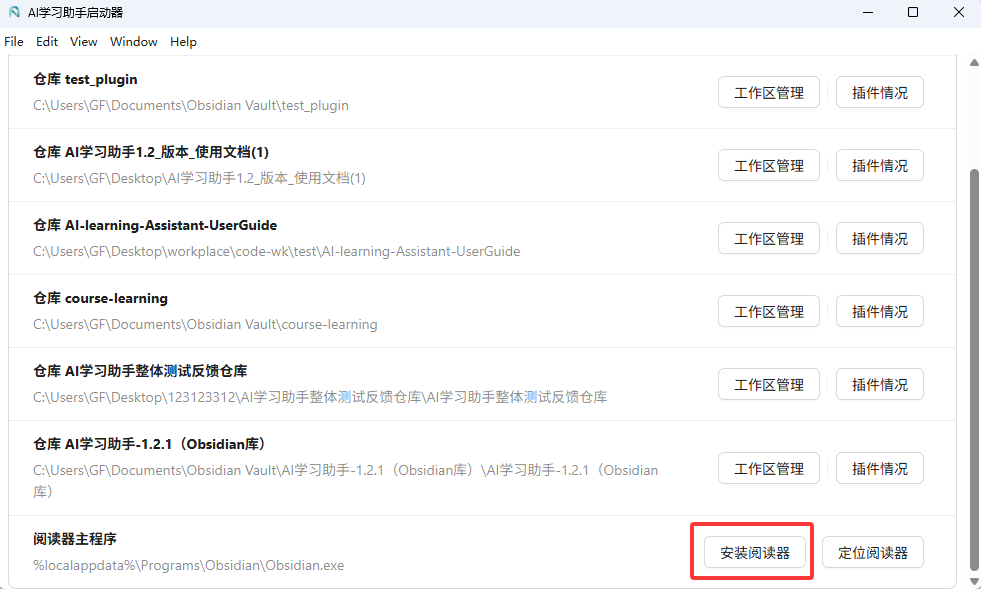 AI学习助手启动器
File Edit View Window Help
仓库 test_plugin
C:\Users\GF\Documents\Obsidian Vault\test_plugin
工作区管理 插件情况
仓库 AI学习助手1.2_版本_使用文档(1)
C:\Users\GF\Desktop\AI学习助手1.2_版本_使用文档(1)
工作区管理 插件情况
仓库 AI-learning-Assistant-UserGuide
C:\Users\GF\Desktop\workplace\code-wk\test\AI-learning-Assistant-UserGuide
工作区管理 插件情况
仓库 course-learning
C:\Users\GF\Documents\Obsidian Vault\course-learning
工作区管理 插件情况
仓库 AI学习助手整体测试反馈仓库
C:\Users\GF\Desktop\123123312\AI学习助手整体测试反馈仓库\AI学习助手整体测试反馈仓库
工作区管理 插件情况
仓库 AI学习助手-1.2.1（Obsidian库）
C:\Users\GF\Documents\Obsidian Vault\AI学习助手-1.2.1（Obsidian库）\AI学习助手-1.2.1（Obsidian
库）
工作区管理 插件情况
阅读器主程序
%localappdata%\Programs\Obsidian\Obsidian.exe
安装阅读器 定位阅读器